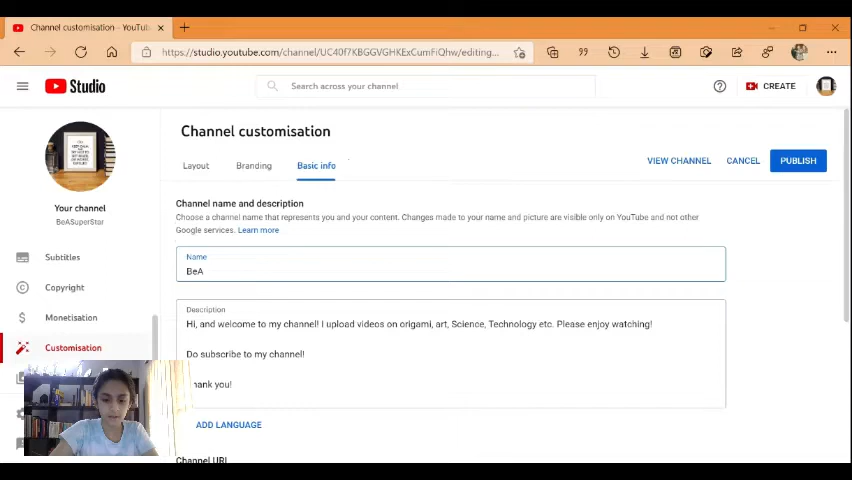 Channel customisation - YouTu
https://studio.youtube.com/channel/UC40f7KBGGVGHKExCumFiQhw/editing...
Studio
Search across your channel
CREATE
Channel customisation
Layout
Branding
Basic info
VIEW CHANNEL
CANCEL
PUBLISH
Your channel
BeASuperStar
Subtitles
Copyright
Monetisation
Customisation
Channel name and description
Choose a channel name that represents you and your content. Changes made to your name and picture are visible only on YouTube and not other
Google services. Learn more
Name
BeA
Description
Hi, and welcome to my channel! I upload videos on origami, art, Science, Technology etc. Please enjoy watching!
Do subscribe to my channel!
hank you!
ADD LANGUAGE
Channel URL